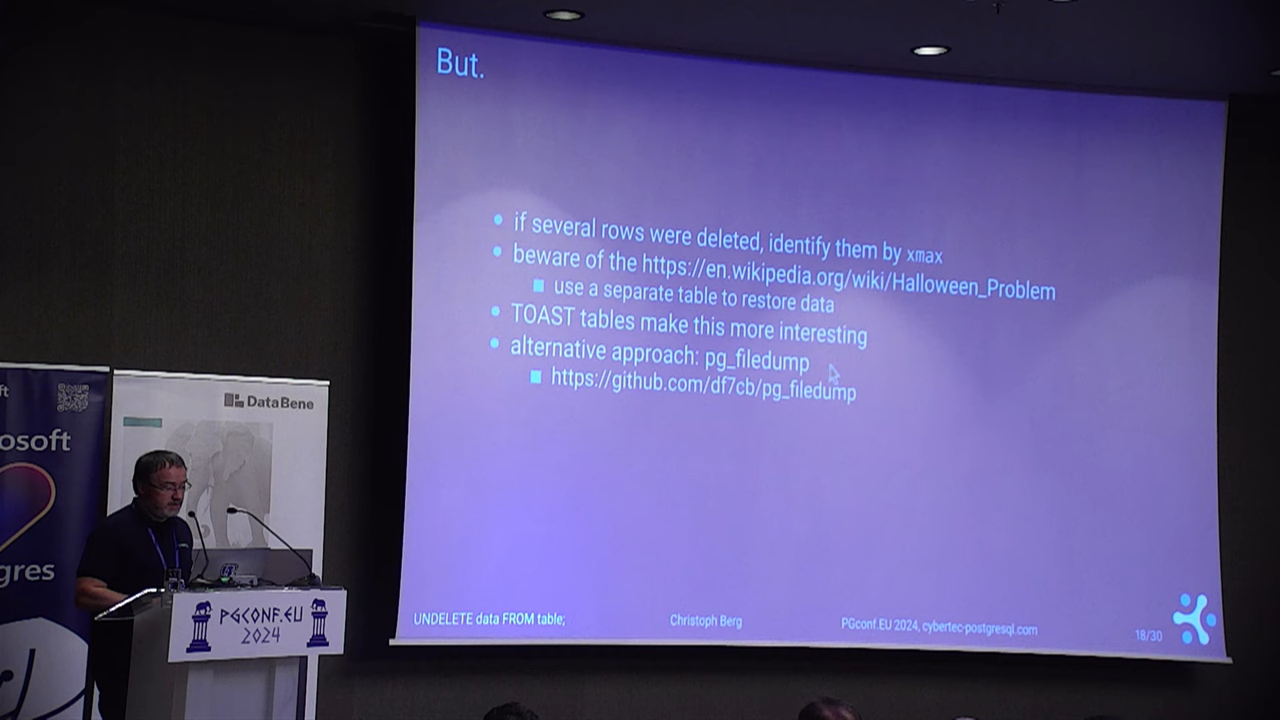 But.
if several rows were deleted, identify them by xmax
beware of the https://en.wikipedia.org/wiki/Halloween_Problem
use a separate table to restore data
TOAST tables make this more interesting
alternative approach: pg_filedump
https://github.com/df7cb/pg_filedump
UNDELETE data FROM table;
Christoph Berg
PGconf.EU 2024, cybertec-postgresql.com
18/30
ft
osoft
gres
DataBene
PGCONF.EU
2024